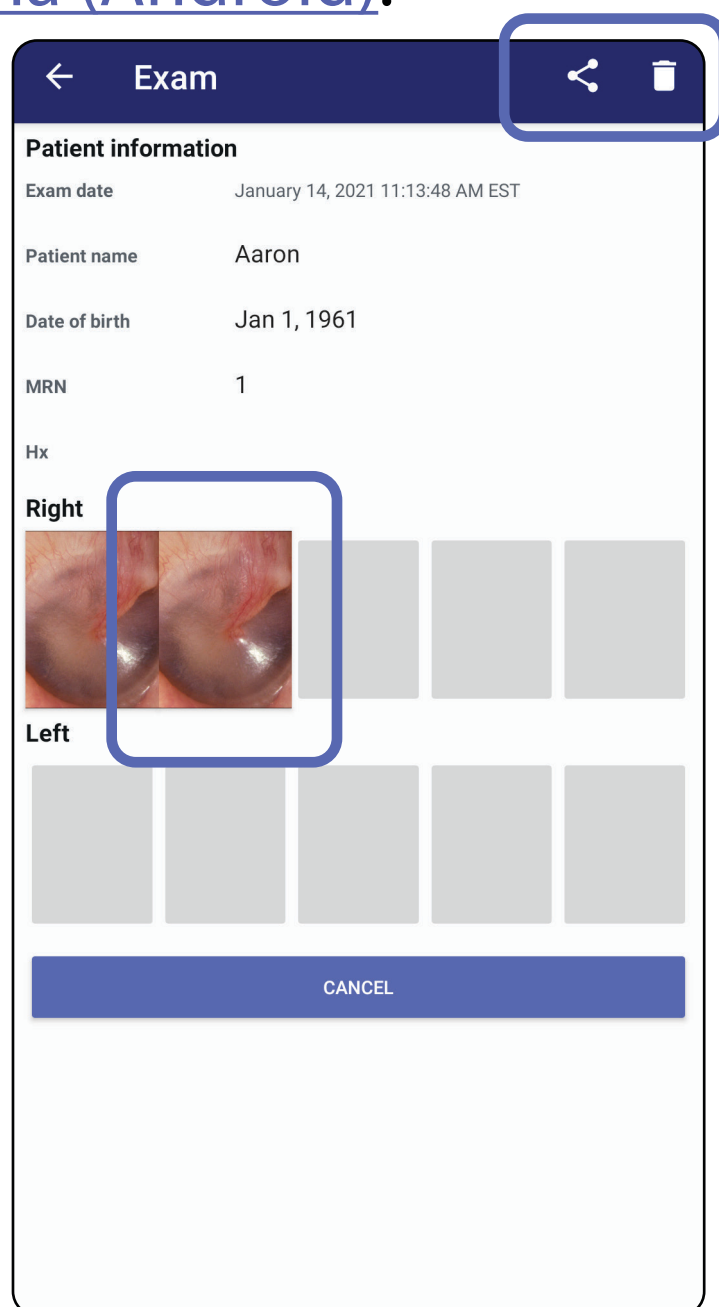 (Android).
Exam
Patient information
Exam date January 14, 2021 11:13:48 AM EST
Patient name Aaron
Date of birth Jan 1, 1961
MRN 1
Hx
Right
Left
CANCEL